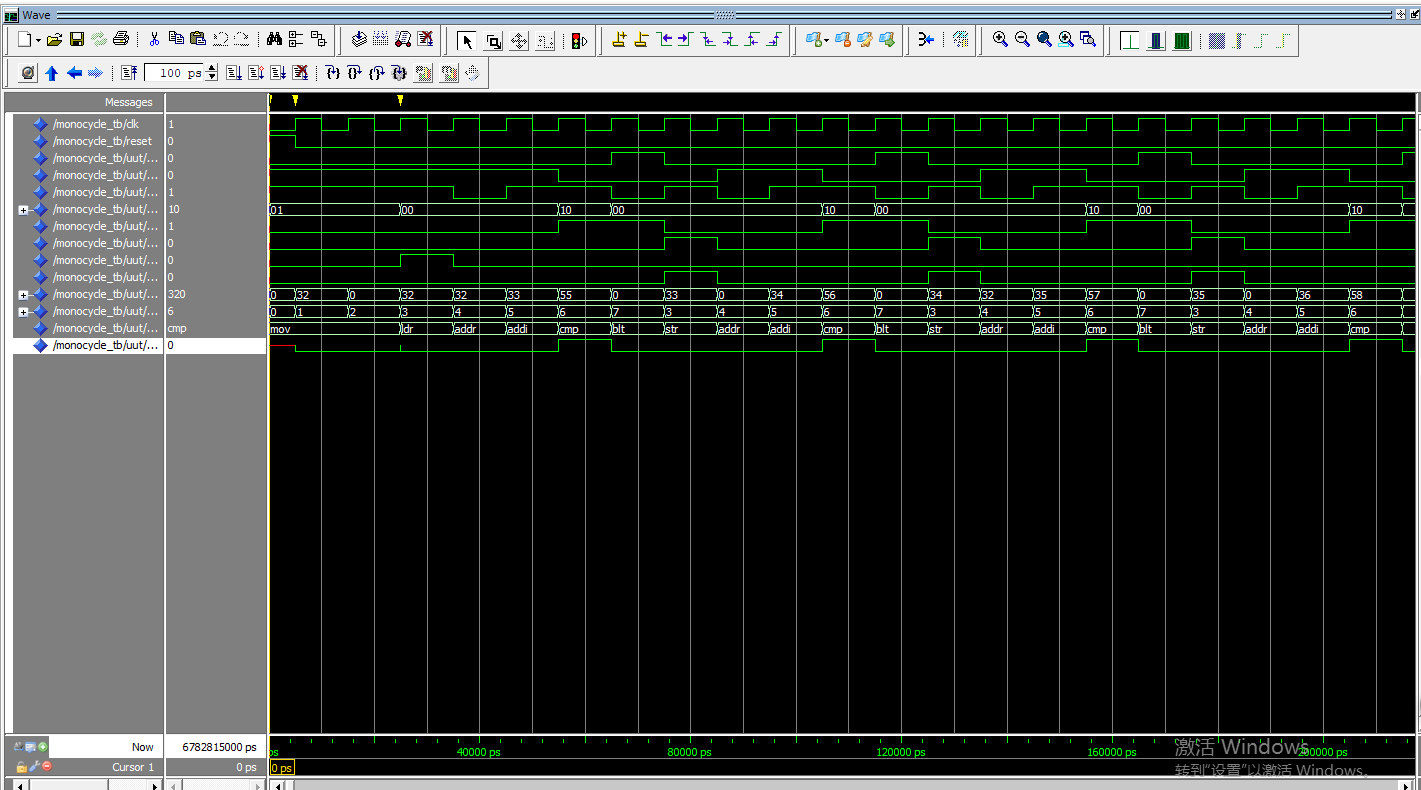 Wave
100 ps
Messages
/monocycle_tb/clk 1
/monocycle_tb/reset 0
/monocycle_tb/uut/... 0
/monocycle_tb/uut/... 0
/monocycle_tb/uut/... 1
/monocycle_tb/uut/... 10 01 00 10 00 10 00 10 00 10
/monocycle_tb/uut/... 1
/monocycle_tb/uut/... 0
/monocycle_tb/uut/... 0
/monocycle_tb/uut/... 0
/monocycle_tb/uut/... 320 0 32 0 32 32 33 55 0 33 0 34 56 0 34 32 35 57 0 35 0 36 58
/monocycle_tb/uut/... 6 0 1 2 3 4 5 6 7 3 4 5 6 7 3 4 5 6 7 3 4 5 6
/monocycle_tb/uut/... cmp mov ldr addr addi cmp blt str addr addi cmp blt str addr addi cmp blt str addr addi cmp
/monocycle_tb/uut/... 0
Now 6782815000 ps ps 40000 ps 80000 ps 120000 ps 160000 ps 200000 ps
Cursor 1 0 ps 0 ps
激活 Windows
转到"设置"以激活 Windows。